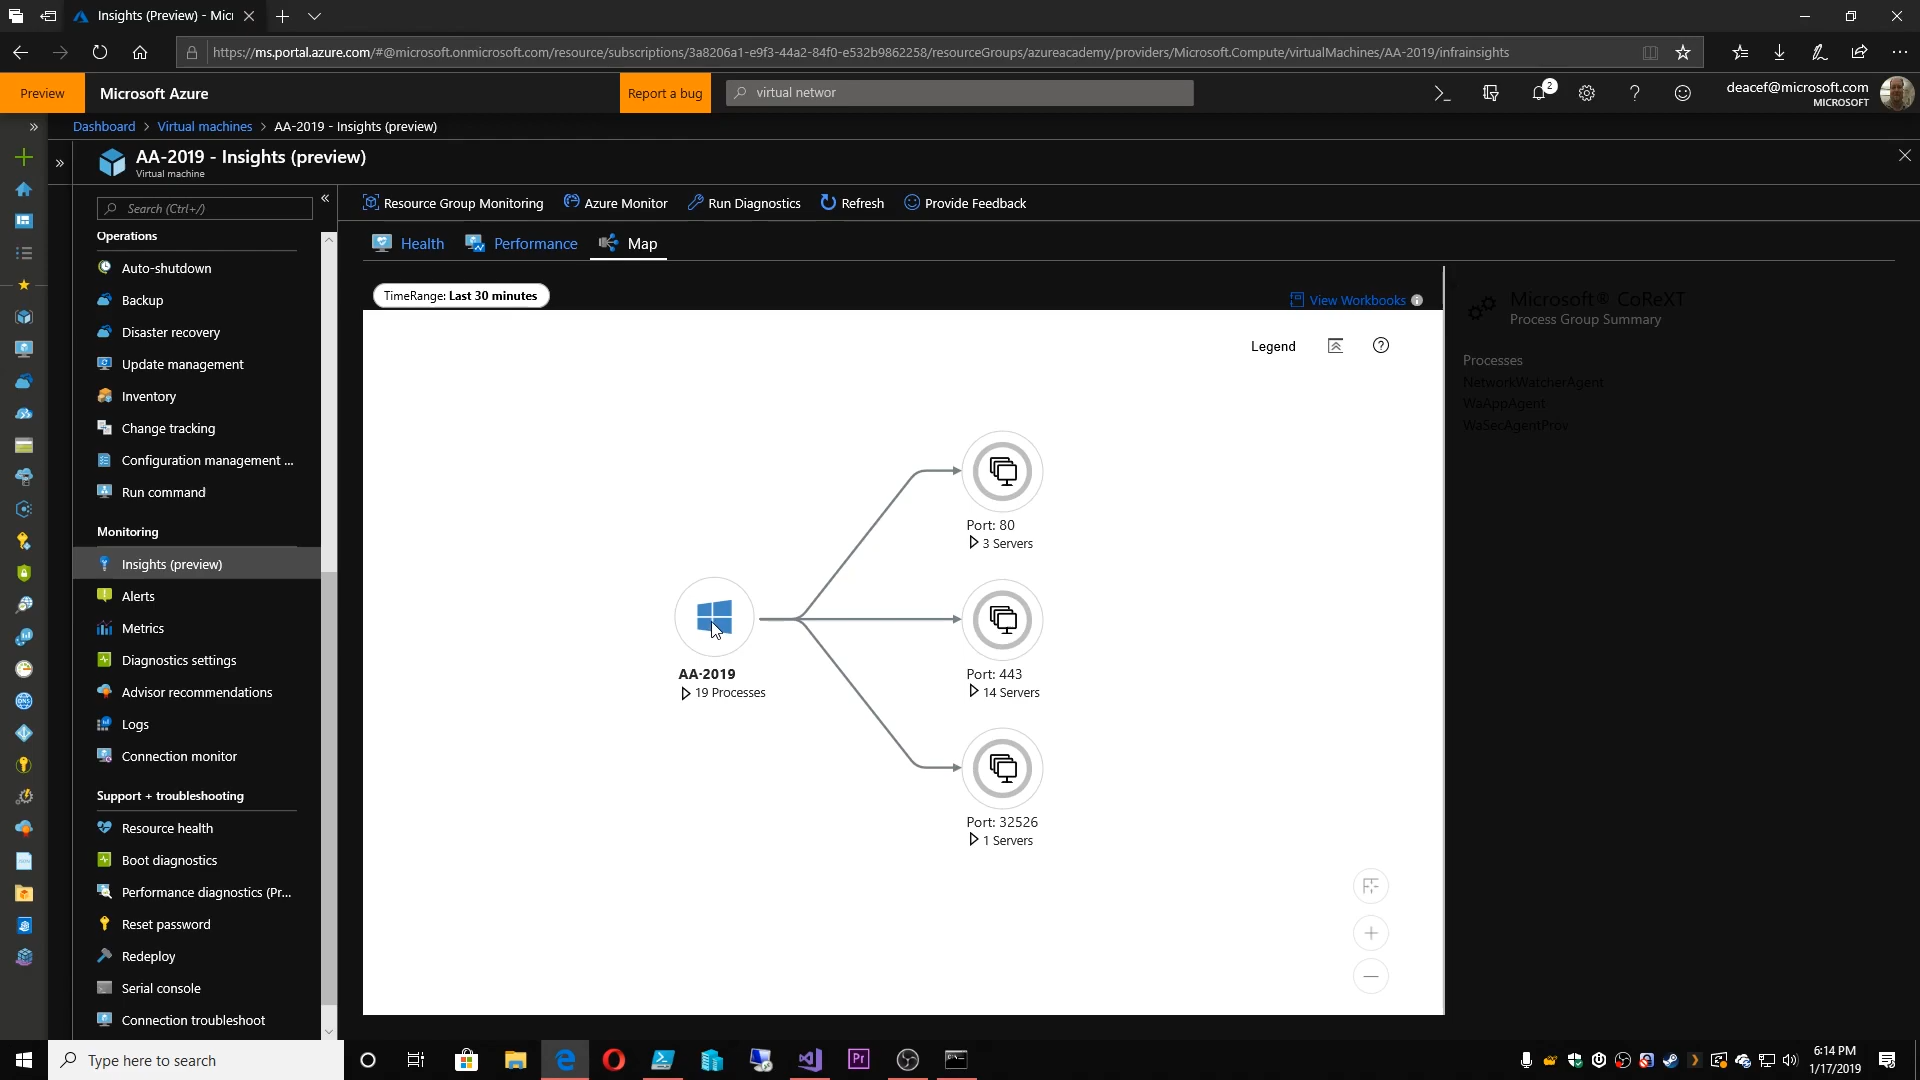 Insights (Preview) - Micr
https://ms.portal.azure.com/#@microsoft.onmicrosoft.com/resource/subscriptions/3a8206a1-e9f3-44a2-84f0-e532b9862258/resourceGroups/azureacademy/providers/Microsoft.Compute/virtualMachines/AA-2019/infrainsights
Preview
Microsoft Azure
Report a bug
virtual networ
2
deacef@microsoft.com
MICROSOFT
Dashboard > Virtual machines > AA-2019 - Insights (preview)
AA-2019 - Insights (preview)
Virtual machine
Search (Ctrl+/)
Resource Group Monitoring
Azure Monitor
Run Diagnostics
Refresh
Provide Feedback
Operations
Auto-shutdown
Backup
Disaster recovery
Update management
Inventory
Change tracking
Configuration management ...
Run command
Monitoring
Insights (preview)
Alerts
Metrics
Diagnostics settings
Advisor recommendations
Logs
Connection monitor
Support + troubleshooting
Resource health
Boot diagnostics
Performance diagnostics (Pr...
Reset password
Redeploy
Serial console
Connection troubleshoot
Health
Performance
Map
TimeRange: Last 30 minutes
View Workbooks
Legend
AA-2019
19 Processes
Port: 80
3 Servers
Port: 443
14 Servers
Port: 32526
1 Servers
Microsoft® CoReXT
Process Group Summary
Processes
NetworkWatcherAgent
WaAppAgent
WaSecAgentProv
Type here to search
Pr
6:14 PM
1/17/2019